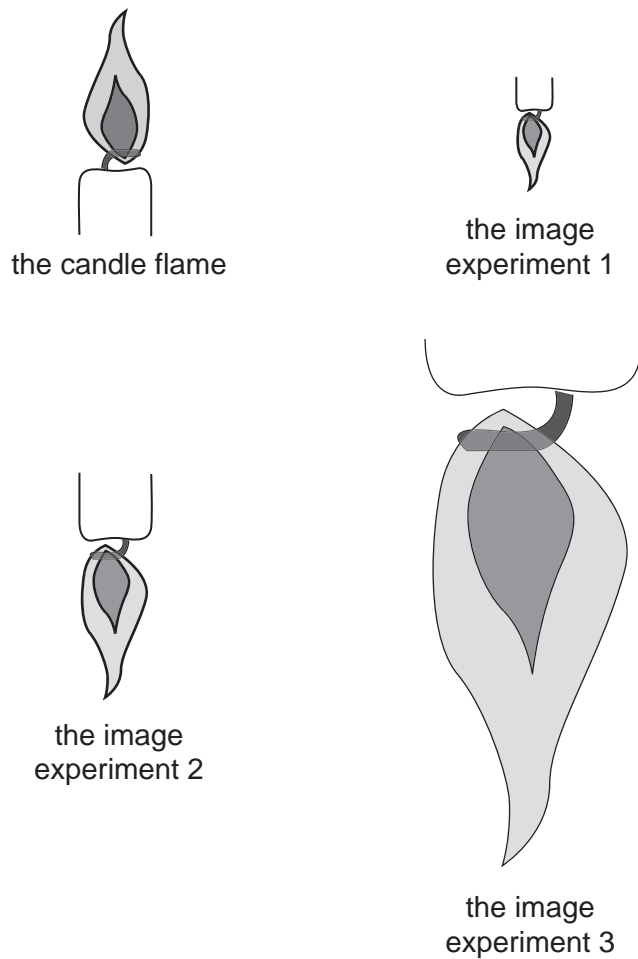 the candle flame
the image
experiment 1
the image
experiment 2
the image
experiment 3